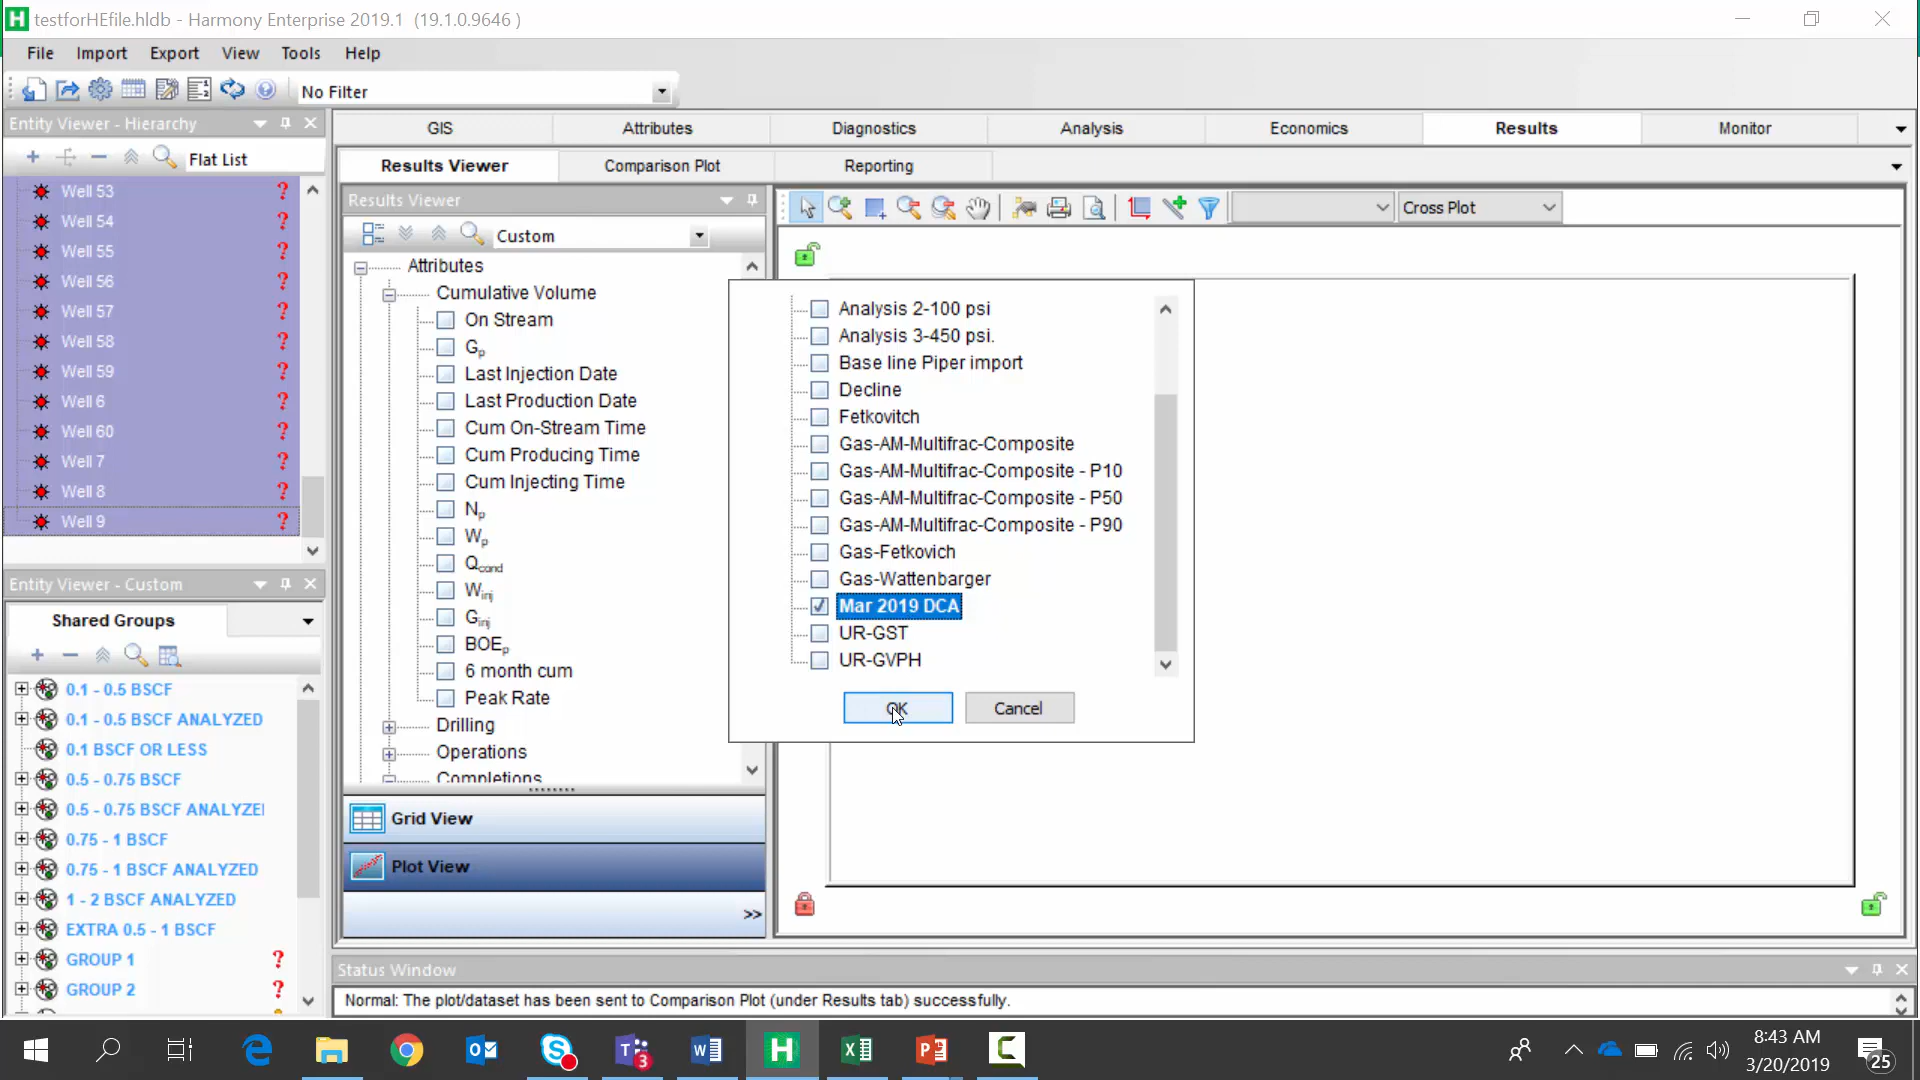 testforHEfile.hldb - Harmony Enterprise 2019.1 (19.1.0.9646 )
File Import Export View Tools Help
No Filter
Entity Viewer - Hierarchy
Flat List
Well 53 ?
Well 54 ?
Well 55 ?
Well 56 ?
Well 57 ?
Well 58 ?
Well 59 ?
Well 6 ?
Well 60 ?
Well 7 ?
Well 8 ?
Well 9 ?
Entity Viewer - Custom
Shared Groups
0.1 - 0.5 BSCF
0.1 - 0.5 BSCF ANALYZED
0.1 BSCF OR LESS
0.5 - 0.75 BSCF
0.5 - 0.75 BSCF ANALYZEI
0.75 - 1 BSCF
0.75 - 1 BSCF ANALYZED
1 - 2 BSCF ANALYZED
EXTRA 0.5 - 1 BSCF
GROUP 1 ?
GROUP 2 ?
GIS Attributes Diagnostics Analysis Economics Results Monitor
Results Viewer Comparison Plot Reporting
Results Viewer
Custom
Attributes
Cumulative Volume
On Stream
Gp
Last Injection Date
Last Production Date
Cum On-Stream Time
Cum Producing Time
Cum Injecting Time
Np
Wp
Qcond
Winj
Ginj
BOEp
6 month cum
Peak Rate
Drilling
Operations
Completions
Grid View
Plot View
>>
Cross Plot
Analysis 2-100 psi
Analysis 3-450 psi.
Base line Piper import
Decline
Fetkovitch
Gas-AM-Multifrac-Composite
Gas-AM-Multifrac-Composite - P10
Gas-AM-Multifrac-Composite - P50
Gas-AM-Multifrac-Composite - P90
Gas-Fetkovich
Gas-Wattenbarger
Mar 2019 DCA
UR-GST
UR-GVPH
OK Cancel
Status Window
Normal: The plot/dataset has been sent to Comparison Plot (under Results tab) successfully.
8:43 AM
3/20/2019
25